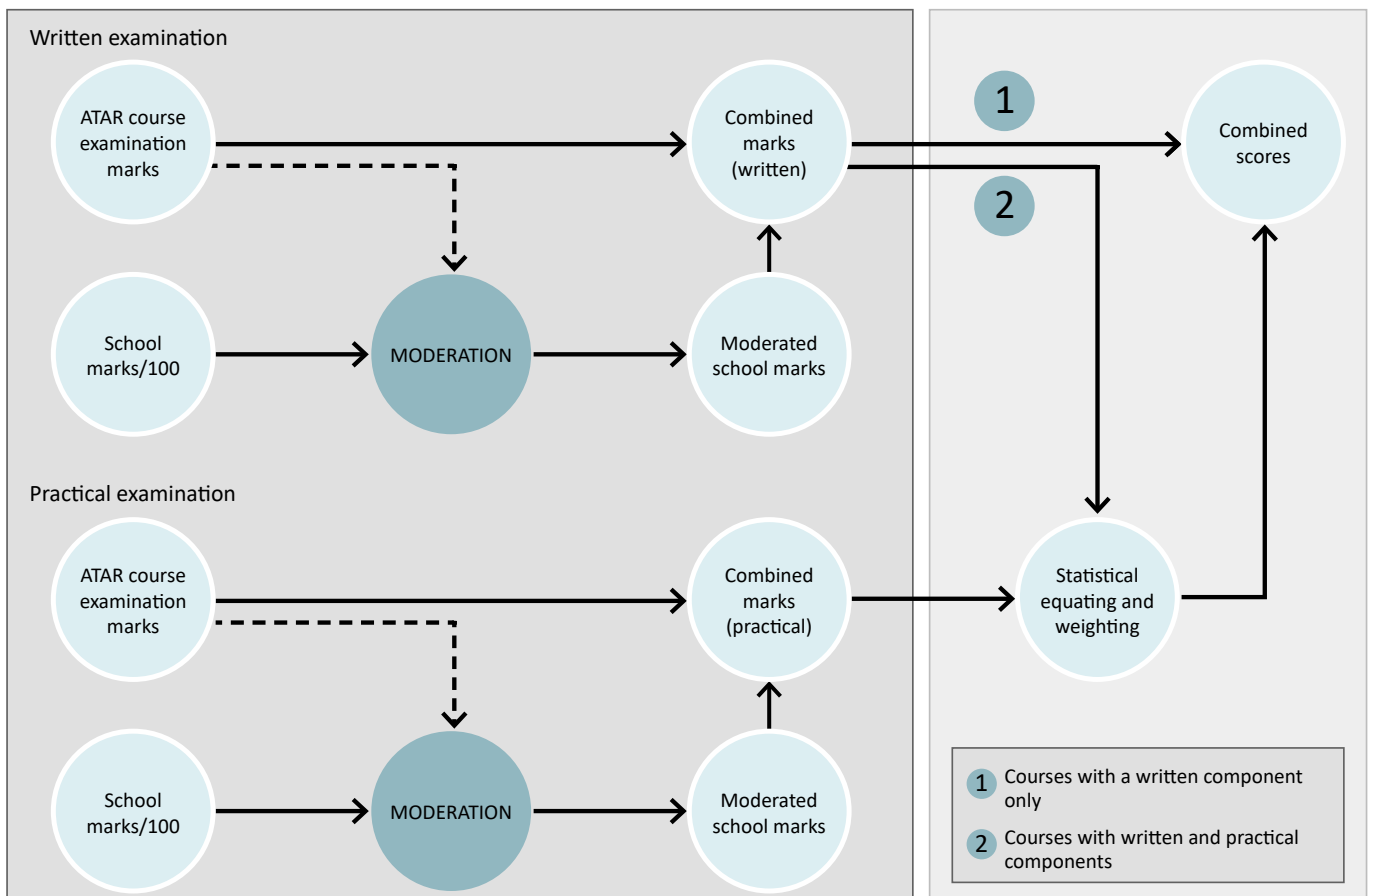 Written examination
ATAR course
examination
marks
Combined
marks
(written)
1
2
Combined
scores
School
marks/100
MODERATION
Moderated
school marks
Practical examination
ATAR course
examination
marks
Combined
marks
(practical)
Statistical
equating and
weighting
School
marks/100
MODERATION
Moderated
school marks
1 Courses with a written component
only
2 Courses with written and practical
components